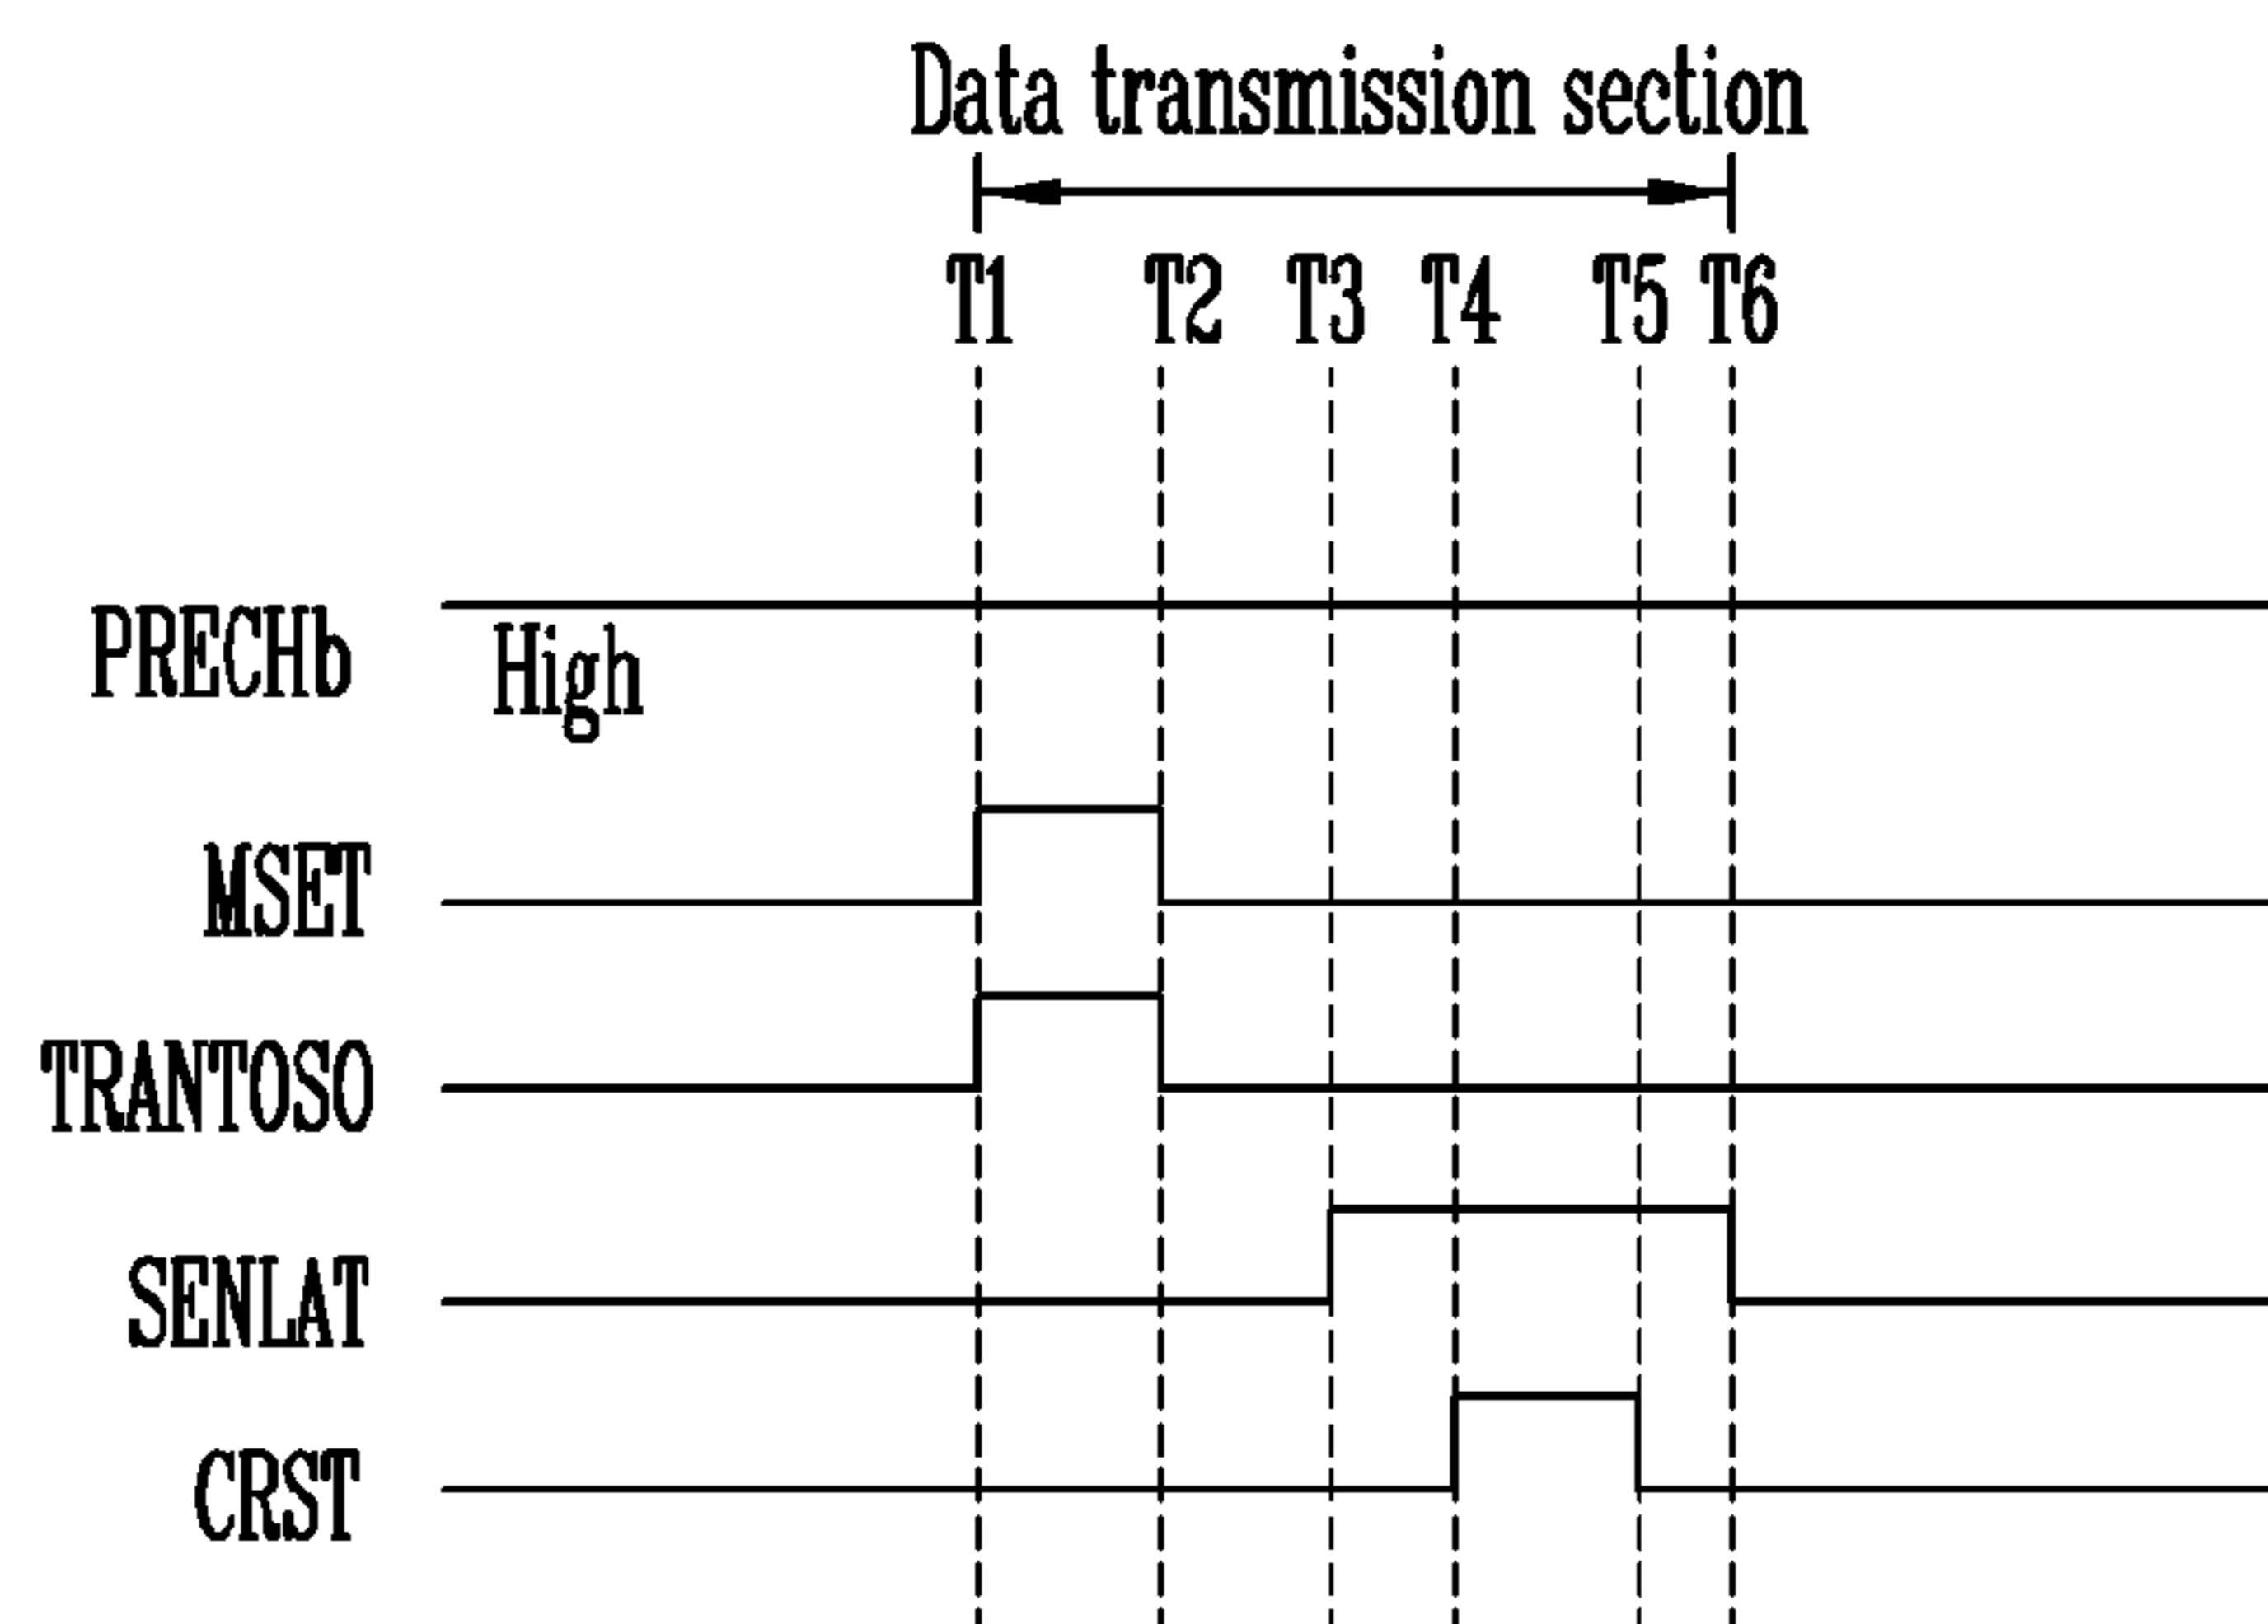 Data transmission section
T1 T2 T3 T4 T5 T6
PRECHb
High
MSET
TRANTOSO
SENLAT
CRST